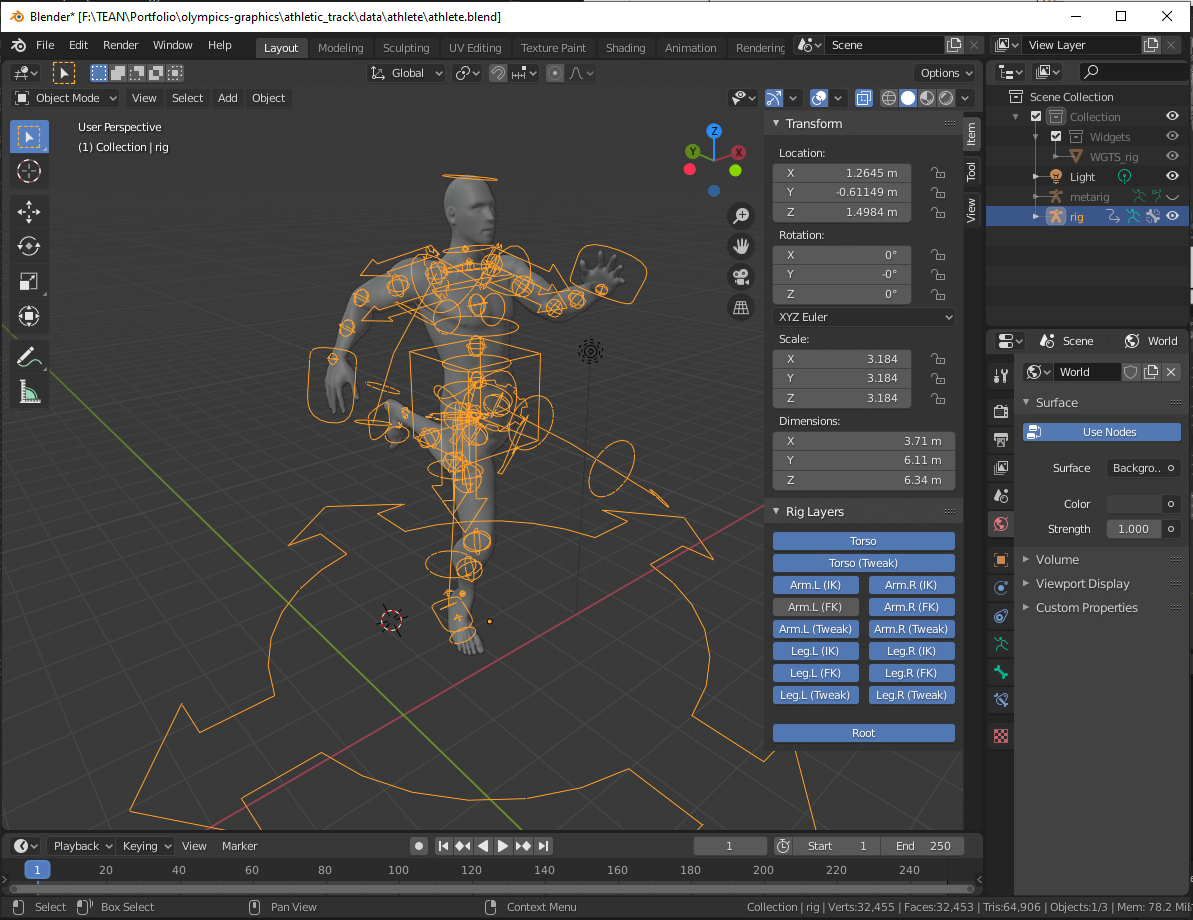 Blender* [F:\TEAN\Portfolio\olympics-graphics\athletic_track\data\athlete\athlete.blend]
File Edit Render Window Help Layout Modeling Sculpting UV Editing Texture Paint Shading Animation Rendering Scene View Layer
Global Options
Object Mode View Select Add Object
User Perspective
(1) Collection | rig
Z
Y X
Transform
Location:
X 1.2645 m
Y -0.61149 m
Z 1.4984 m
Rotation:
X 0°
Y -0°
Z 0°
XYZ Euler
Scale:
X 3.184
Y 3.184
Z 3.184
Dimensions:
X 3.71 m
Y 6.11 m
Z 6.34 m
Rig Layers
Torso
Torso (Tweak)
Arm.L (IK) Arm.R (IK)
Arm.L (FK) Arm.R (FK)
Arm.L (Tweak) Arm.R (Tweak)
Leg.L (IK) Leg.R (IK)
Leg.L (FK) Leg.R (FK)
Leg.L (Tweak) Leg.R (Tweak)
Root
Item
Tool
View
Scene Collection
Collection
Widgets
WGTS_rig
Light
metarig
rig
Scene World
World
Surface
Use Nodes
Surface Backgro..
Color
Strength 1.000
Volume
Viewport Display
Custom Properties
Playback Keying View Marker 1 Start 1 End 250
1 20 40 60 80 100 120 140 160 180 200 220 240
Select Box Select Pan View Context Menu Collection | rig | Verts:32,455 | Faces:32,453 | Tris:64,906 | Objects:1/3 | Mem: 78.2 Mi